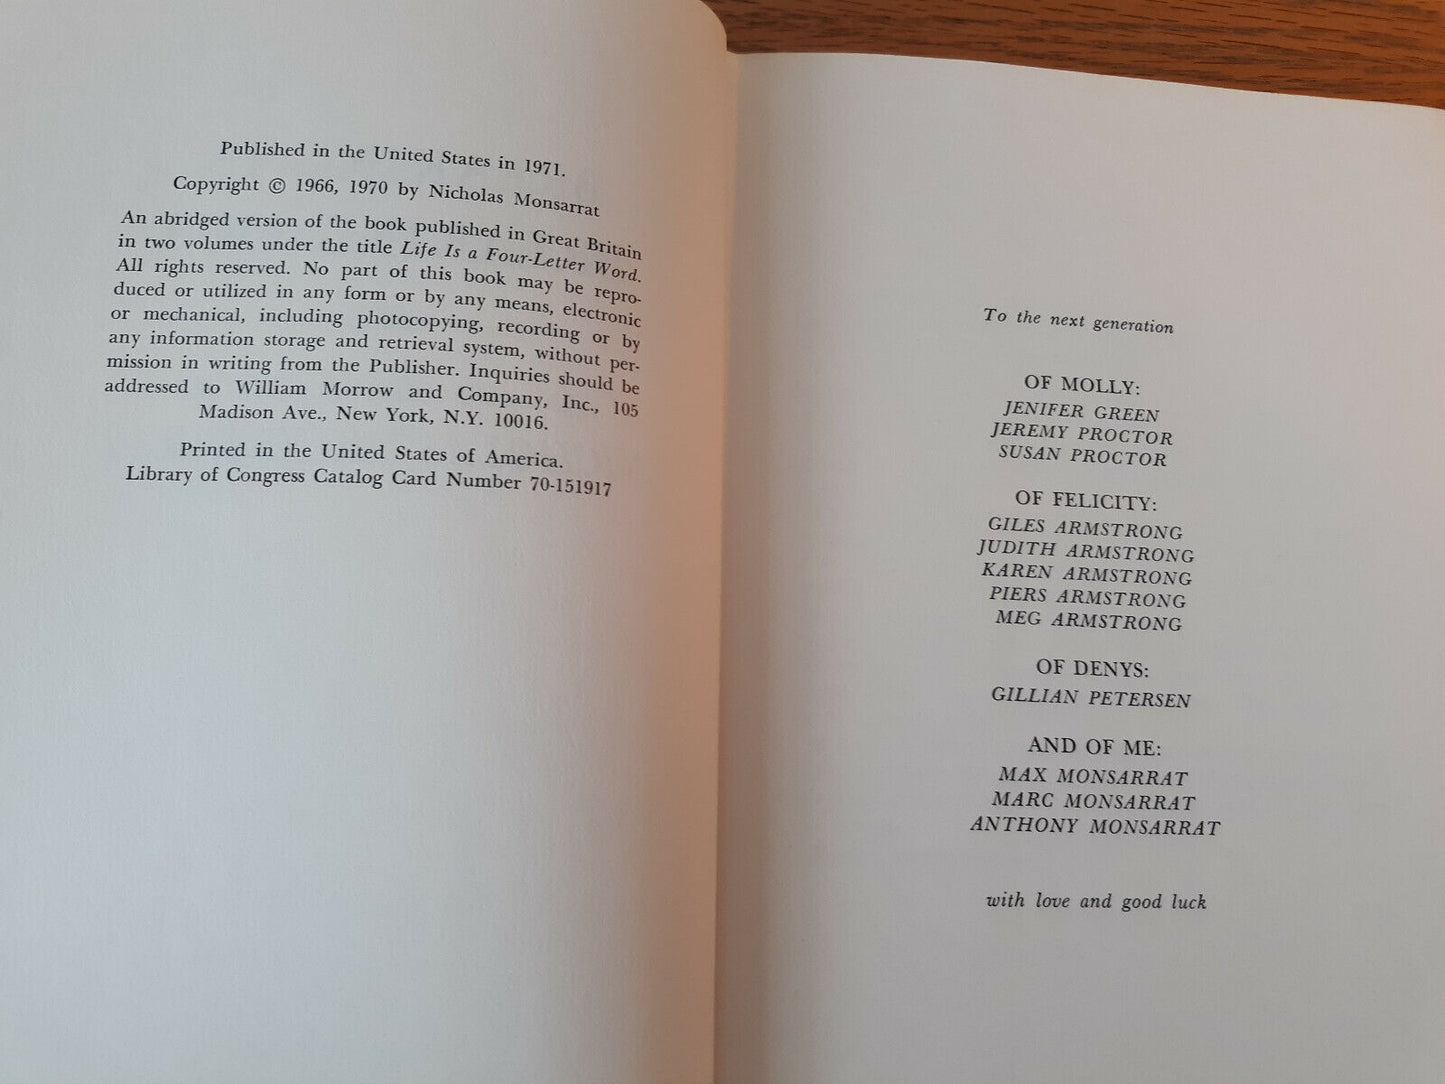 Published in the United States in 1971.
Copyright © 1966, 1970 by Nicholas Monsarrat
An abridged version of the book published in Great Britain
in two volumes under the title Life Is a Four-Letter Word.
All rights reserved. No part of this book may be repro-
duced or utilized in any form or by any means, electronic
or mechanical, including photocopying, recording or by
any information storage and retrieval system, without per-
mission in writing from the Publisher. Inquiries should be
addressed to William Morrow and Company, Inc., 105
Madison Ave., New York, N.Y. 10016.
Printed in the United States of America.
Library of Congress Catalog Card Number 70-151917
To the next generation
OF MOLLY:
JENIFER GREEN
JEREMY PROCTOR
SUSAN PROCTOR
OF FELICITY:
GILES ARMSTRONG
JUDITH ARMSTRONG
KAREN ARMSTRONG
PIERS ARMSTRONG
MEG ARMSTRONG
OF DENYS:
GILLIAN PETERSEN
AND OF ME:
MAX MONSARRAT
MARC MONSARRAT
ANTHONY MONSARRAT
with love and good luck